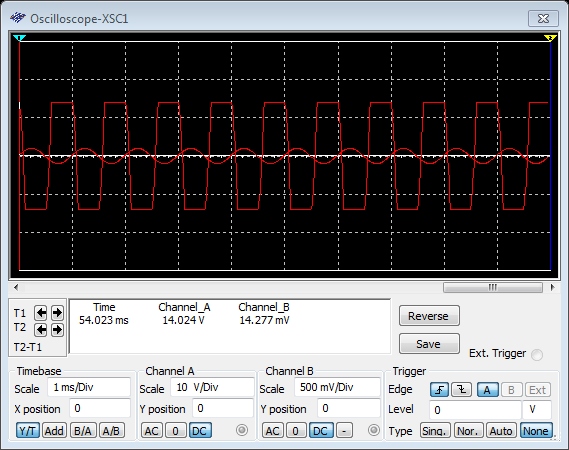 Oscilloscope-XSC1
1 2
T1
T2
T2-T1
Time Channel_A Channel_B
54.023 ms 14.024 V 14.277 mV
Reverse
Save
Ext. Trigger
Timebase
Scale 1 ms/Div
X position 0
Y/T Add B/A A/B
Channel A
Scale 10 V/Div
Y position 0
AC 0 DC
Channel B
Scale 500 mV/Div
Y position 0
AC 0 DC -
Trigger
Edge A B Ext
Level 0 V
Type Sing. Nor. Auto None